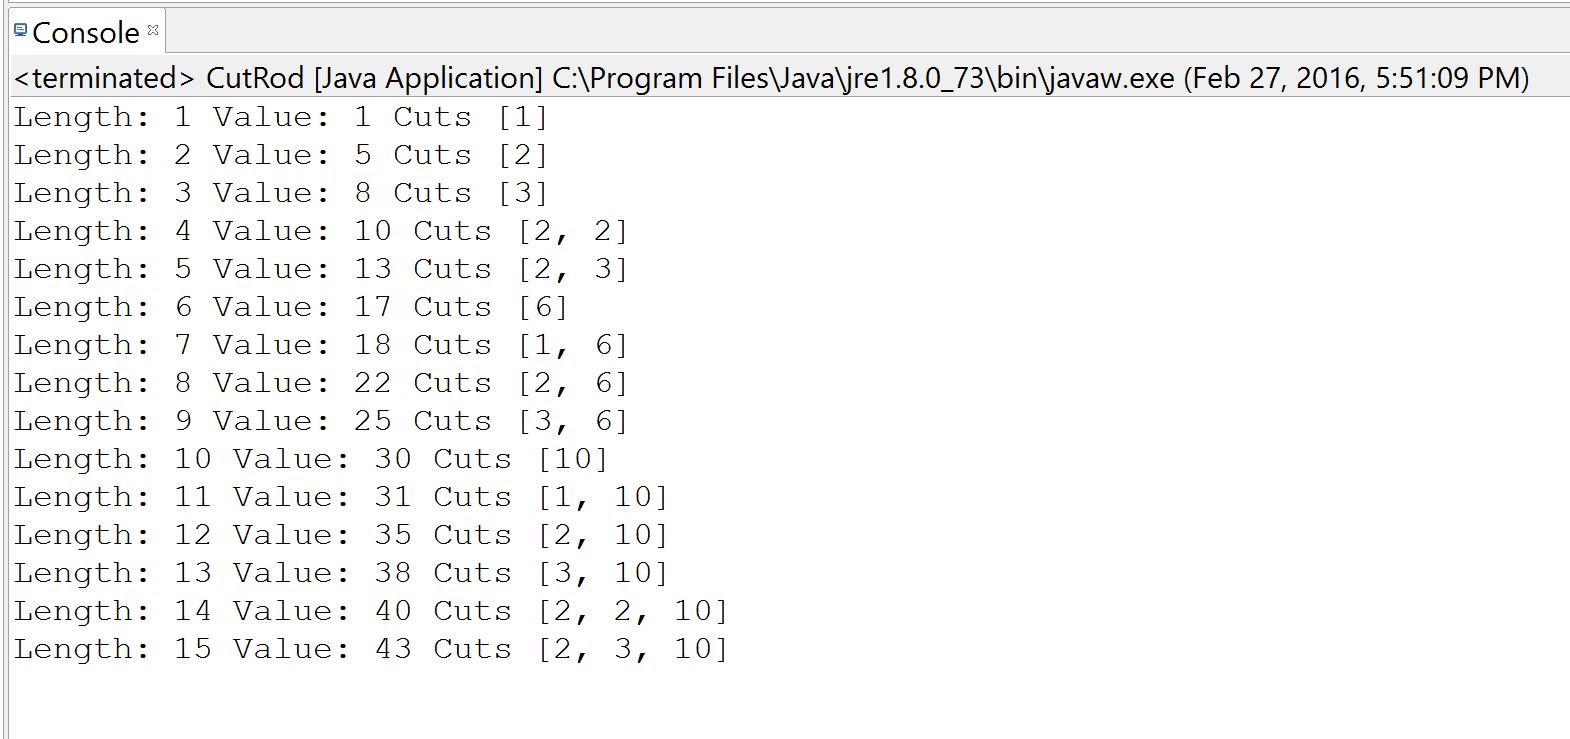 Console
<terminated> CutRod [Java Application] C:\Program Files\Java\jre1.8.0_73\bin\javaw.exe (Feb 27, 2016, 5:51:09 PM)
Length: 1 Value: 1 Cuts [1]
Length: 2 Value: 5 Cuts [2]
Length: 3 Value: 8 Cuts [3]
Length: 4 Value: 10 Cuts [2, 2]
Length: 5 Value: 13 Cuts [2, 3]
Length: 6 Value: 17 Cuts [6]
Length: 7 Value: 18 Cuts [1, 6]
Length: 8 Value: 22 Cuts [2, 6]
Length: 9 Value: 25 Cuts [3, 6]
Length: 10 Value: 30 Cuts [10]
Length: 11 Value: 31 Cuts [1, 10]
Length: 12 Value: 35 Cuts [2, 10]
Length: 13 Value: 38 Cuts [3, 10]
Length: 14 Value: 40 Cuts [2, 2, 10]
Length: 15 Value: 43 Cuts [2, 3, 10]